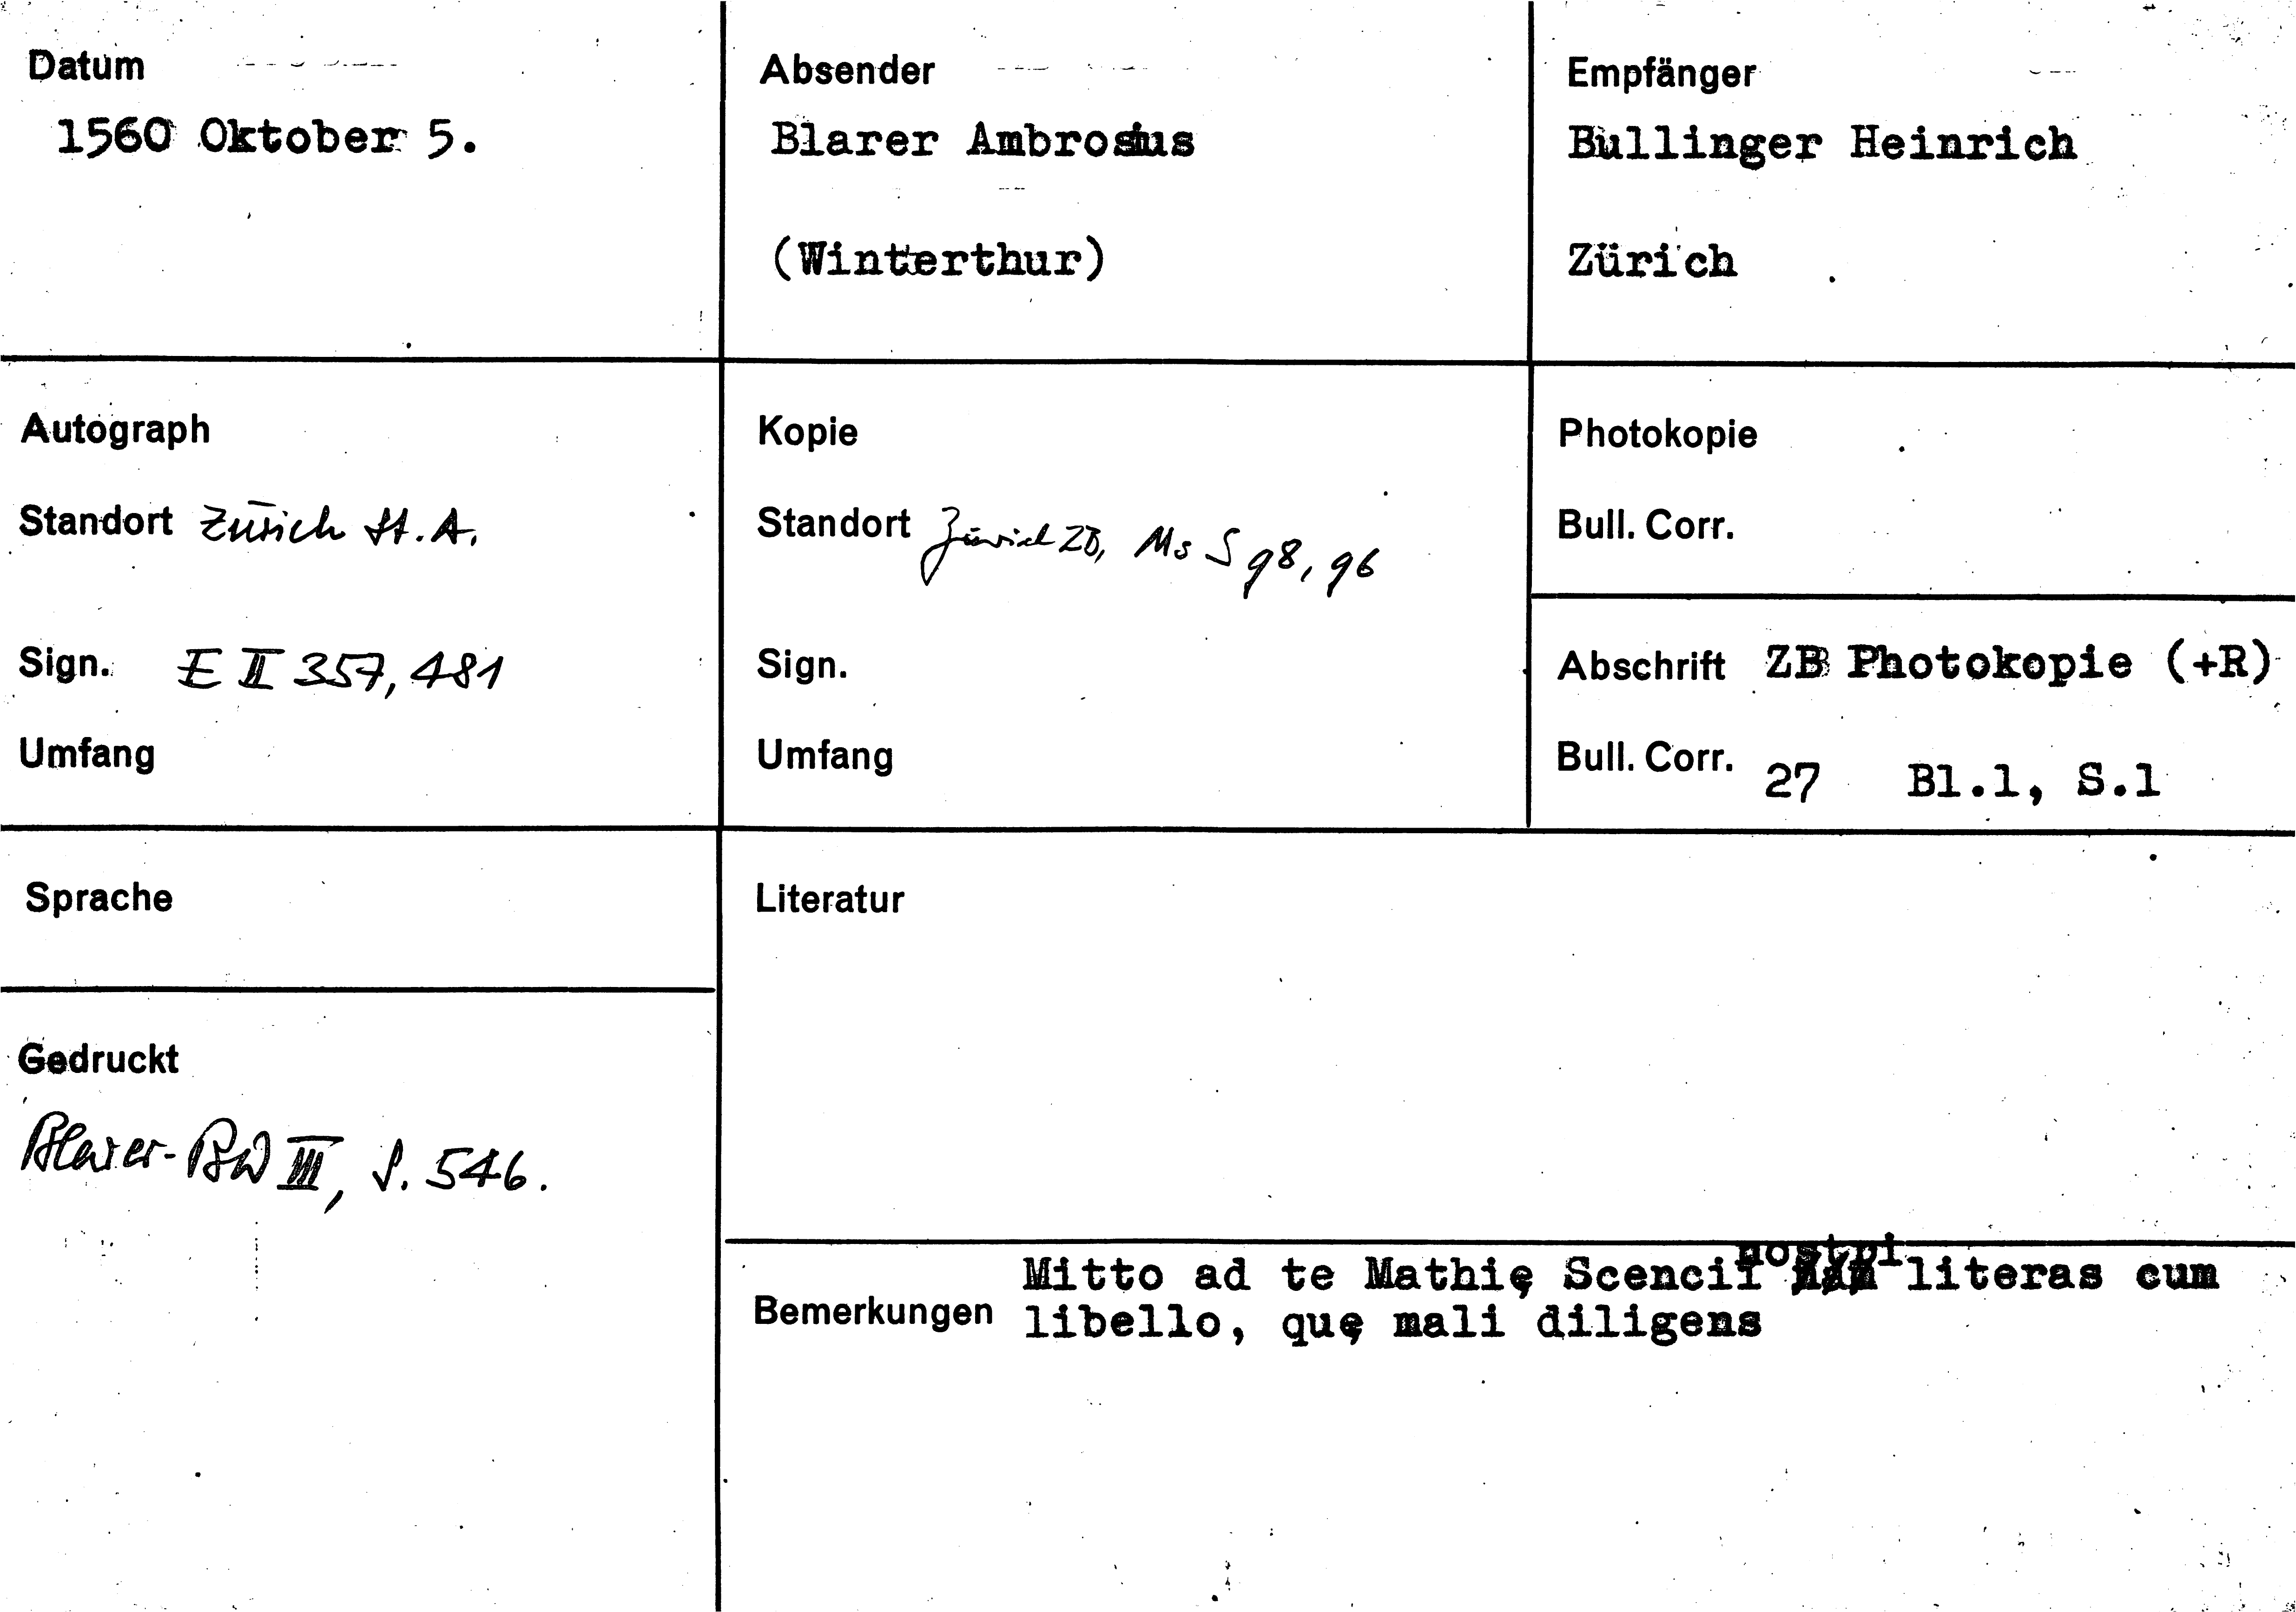 Datum
1560 Oktober 5.
Absender
Blarer Ambrosius
(Winterthur)
Empfänger
Bullinger Heinrich
Zürich
Autograph
Standort Zürich St.A.
Sign. E II 357, 481
Umfang
Kopie
Standort Zürich ZB, Ms S 98, 96
Sign.
Umfang
Photokopie
Bull. Corr.
Abschrift ZB Photokopie (+R)
Bull. Corr. 27 Bl.1, S.1
Sprache
Gedruckt
Blarer-BW III, S. 546.
Literatur
Bemerkungen
Mitto ad te Mathię Scencii nostri literas cum
libello, quę mali diligens